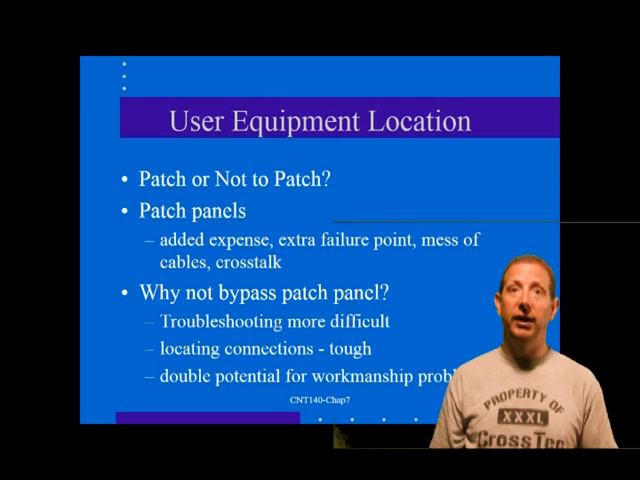 User Equipment Location
• Patch or Not to Patch?
• Patch panels
– added expense, extra failure point, mess of
cables, crosstalk
• Why not bypass patch panel?
– Troubleshooting more difficult
– locating connections - tough
– double potential for workmanship
CNT140-Chap7
PROPERTY OF
XXXL